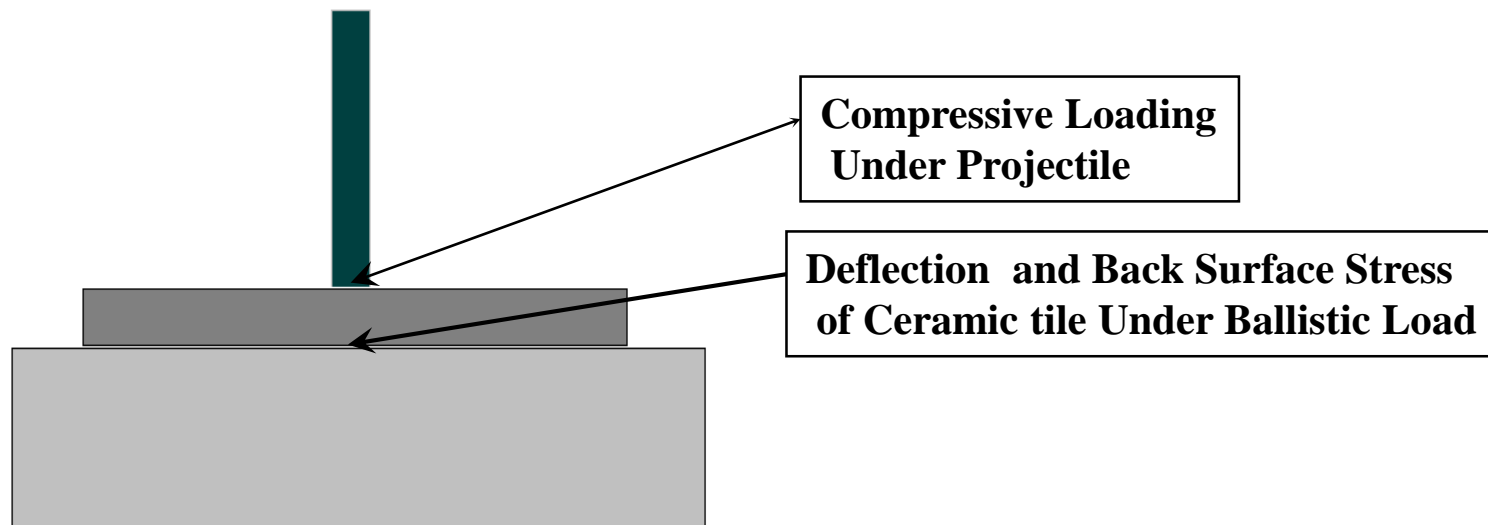 Compressive Loading
Under Projectile
Deflection and Back Surface Stress
of Ceramic tile Under Ballistic Load